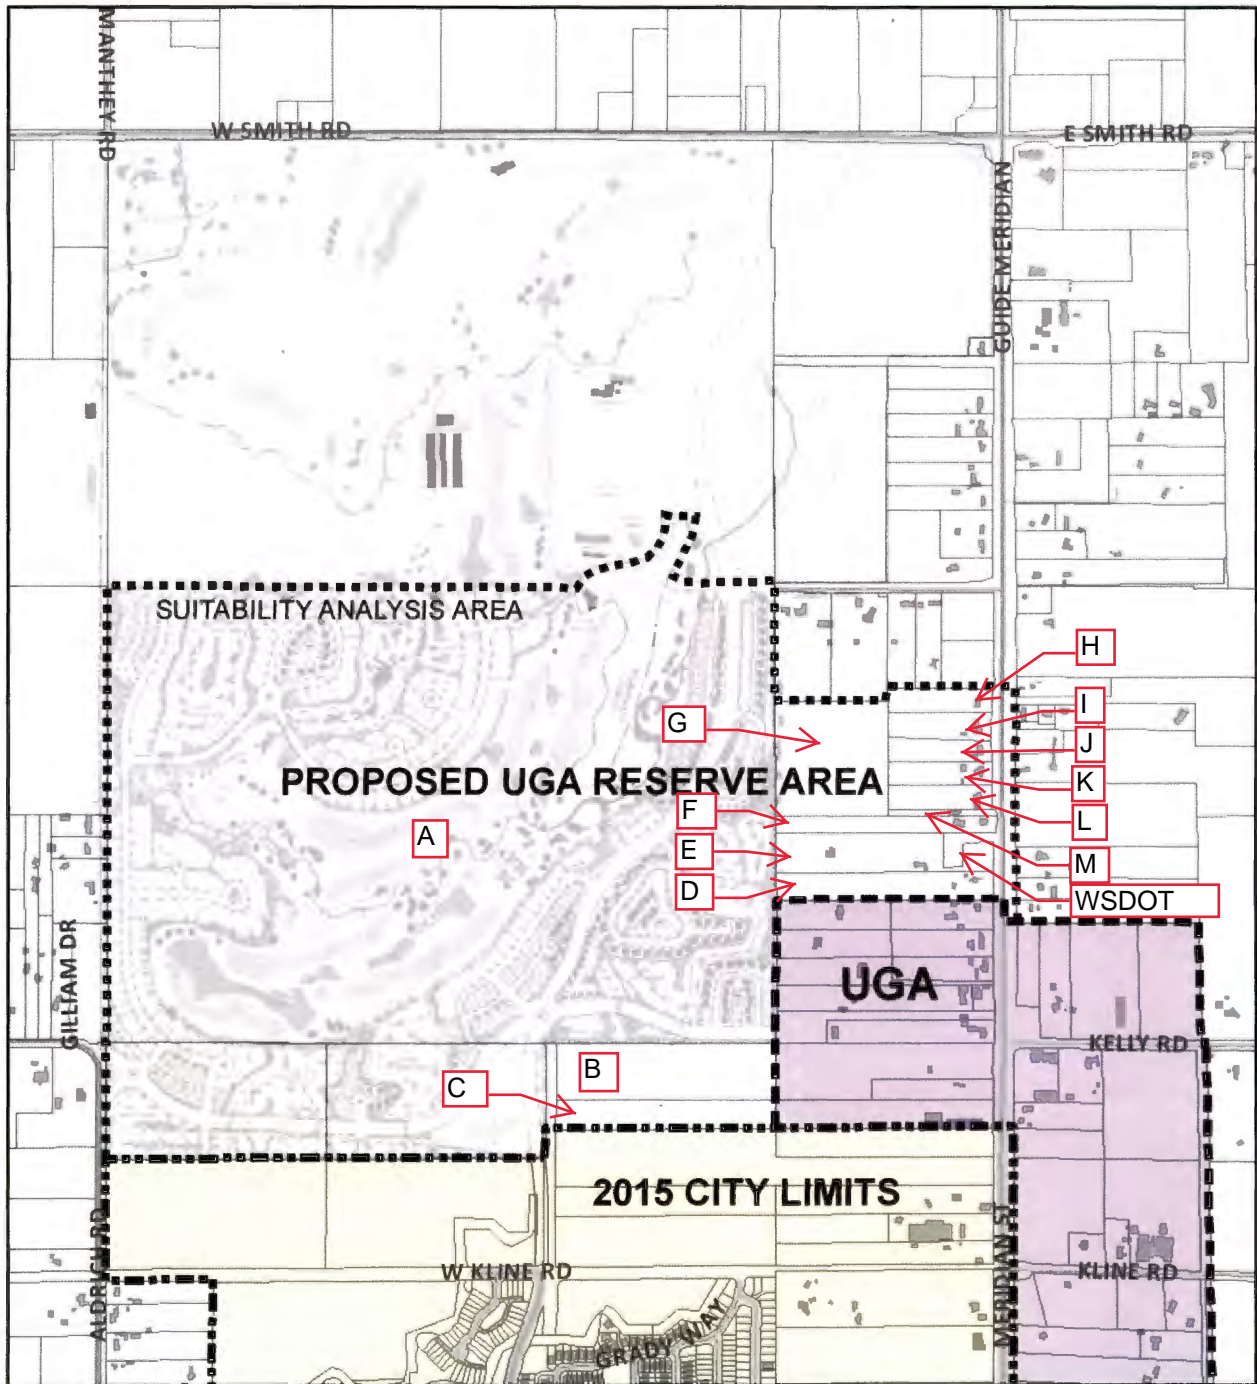 MANTHEY RD
W SMITH RD
E SMITH RD
GUIDE MERIDIAN
SUITABILITY ANALYSIS AREA
H
I
G
J
PROPOSED UGA RESERVE AREA
K
F
L
A
E
M
D
WSDOT
GILLIAM DR
UGA
KELLY RD
B
C
2015 CITY LIMITS
ALDRICH RD
W KLINE RD
MERIDIAN ST
KLINE RD
GRADY WAY